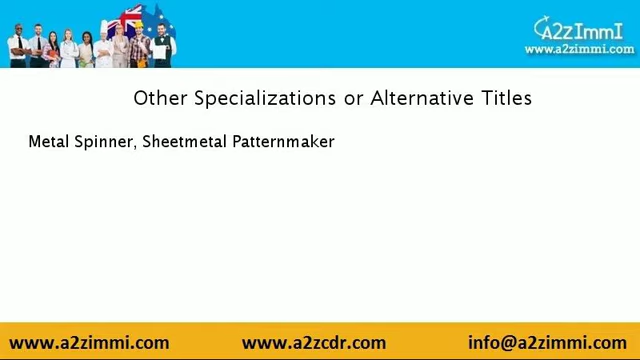 A2zImmI
www.a2zimmi.com
Other Specializations or Alternative Titles
Metal Spinner, Sheetmetal Patternmaker
www.a2zimmi.com www.a2zcdr.com info@a2zimmi.com